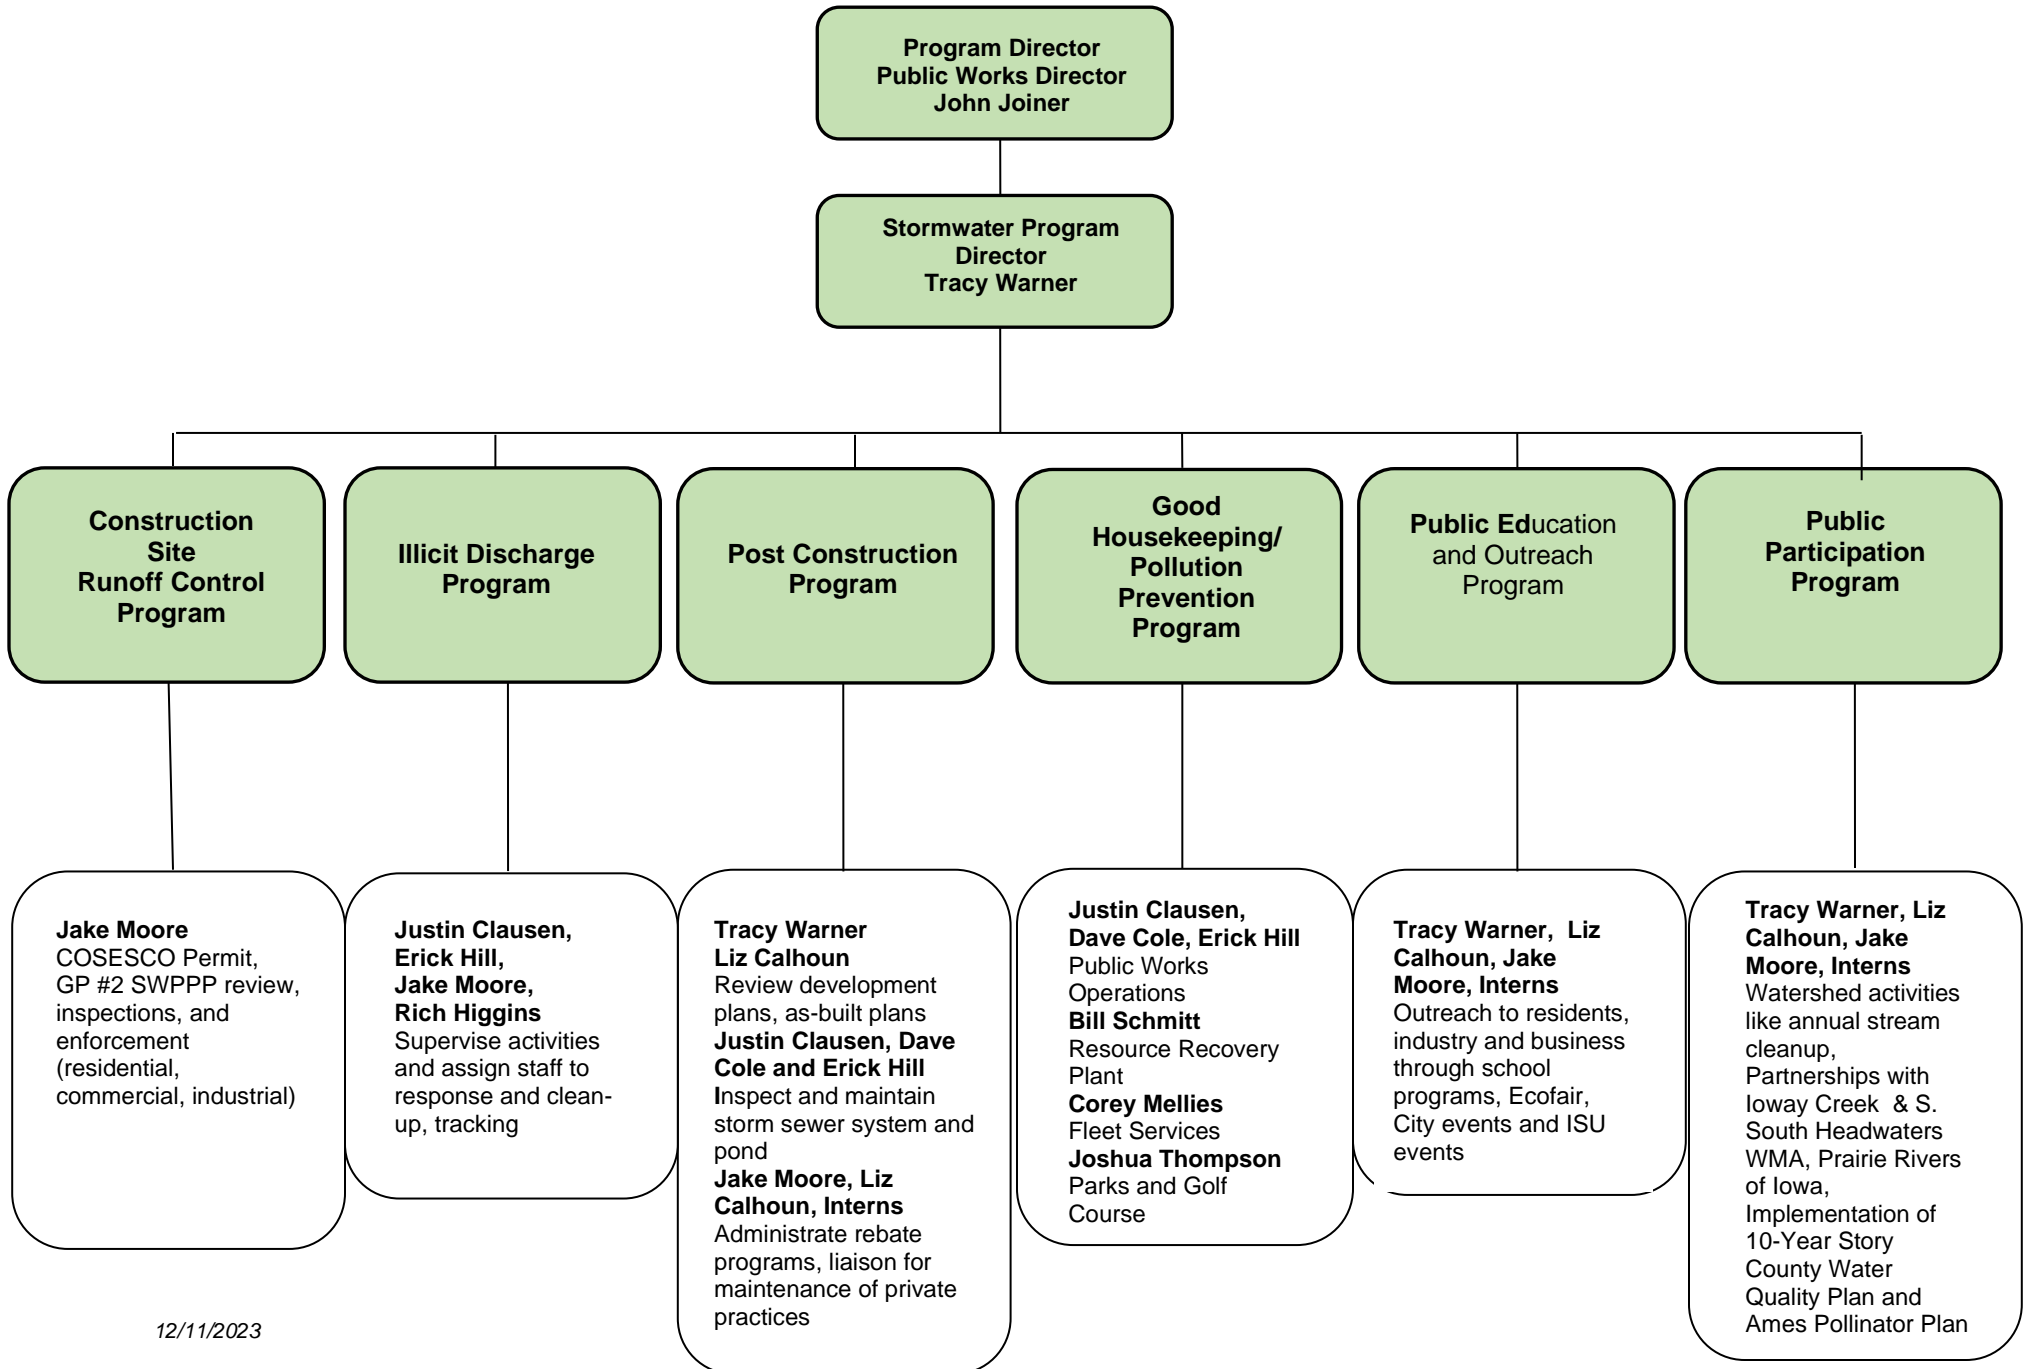 Program Director
Public Works Director
John Joiner
Stormwater Program
Director
Tracy Warner
Construction
Site
Runoff Control
Program
Illicit Discharge
Program
Post Construction
Program
Good
Housekeeping/
Pollution
Prevention
Program
Public Education
and Outreach
Program
Public
Participation
Program
Jake Moore
COSESCO Permit,
GP #2 SWPPP review,
inspections, and
enforcement
(residential,
commercial, industrial)
Justin Clausen,
Erick Hill,
Jake Moore,
Rich Higgins
Supervise activities
and assign staff to
response and clean-
up, tracking
Tracy Warner
Liz Calhoun
Review development
plans, as-built plans
Justin Clausen, Dave
Cole and Erick Hill
Inspect and maintain
storm sewer system and
pond
Jake Moore, Liz
Calhoun, Interns
Administrate rebate
programs, liaison for
maintenance of private
practices
Justin Clausen,
Dave Cole, Erick Hill
Public Works
Operations
Bill Schmitt
Resource Recovery
Plant
Corey Mellies
Fleet Services
Joshua Thompson
Parks and Golf
Course
Tracy Warner,  Liz
Calhoun, Jake
Moore, Interns
Outreach to residents,
industry and business
through school
programs, Ecofair,
City events and ISU
events
Tracy Warner, Liz
Calhoun, Jake
Moore, Interns
Watershed activities
like annual stream
cleanup,
Partnerships with
Ioway Creek  & S.
South Headwaters
WMA, Prairie Rivers
of Iowa,
Implementation of
10-Year Story
County Water
Quality Plan and
Ames Pollinator Plan
12/11/2023